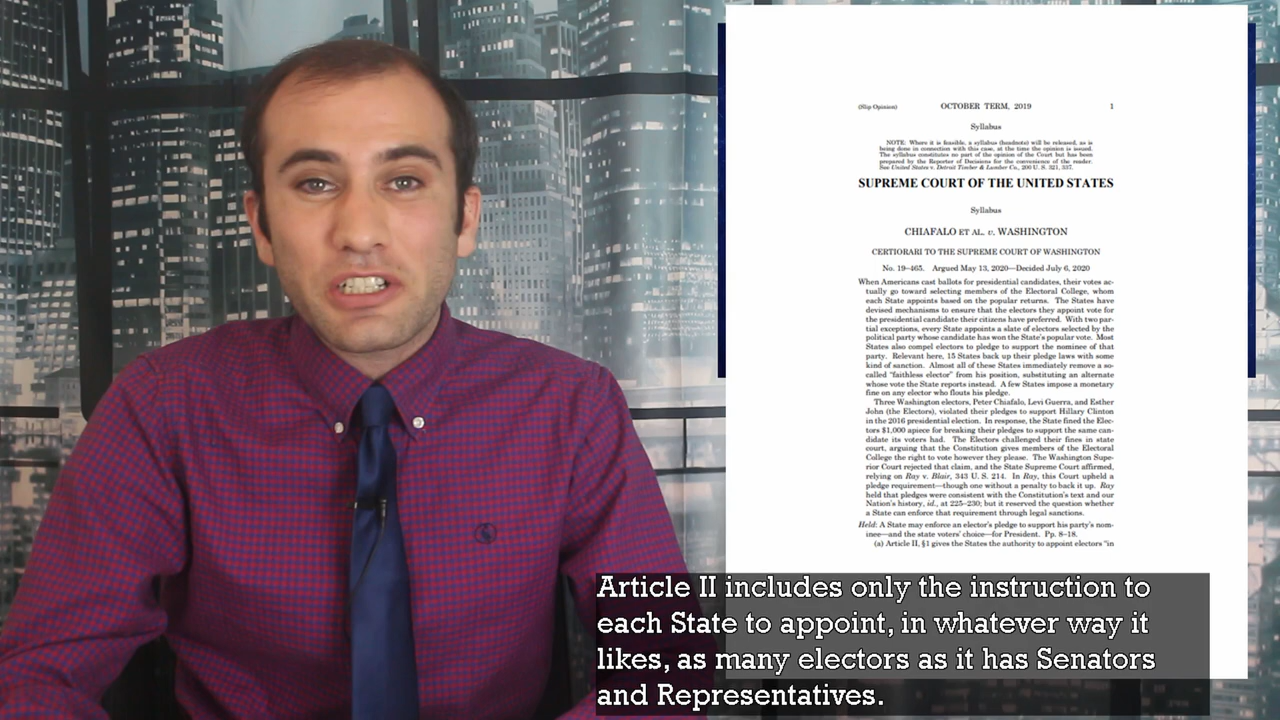 (Slip Opinion) OCTOBER TERM, 2019 1
Syllabus
NOTE: Where it is feasible, a syllabus (headnote) will be released, as is
being done in connection with this case, at the time the opinion is issued.
The syllabus constitutes no part of the opinion of the Court but has been
prepared by the Reporter of Decisions for the convenience of the reader.
See United States v. Detroit Timber & Lumber Co., 200 U. S. 321, 337.
SUPREME COURT OF THE UNITED STATES
Syllabus
CHIAFALO ET AL. v. WASHINGTON
CERTIORARI TO THE SUPREME COURT OF WASHINGTON
No. 19–465. Argued May 13, 2020—Decided July 6, 2020
When Americans cast ballots for presidential candidates, their votes ac-
tually go toward selecting members of the Electoral College, whom
each State appoints based on the popular returns. The States have
devised mechanisms to ensure that the electors they appoint vote for
the presidential candidate their citizens have preferred. With two par-
tial exceptions, every State appoints a slate of electors selected by the
political party whose candidate has won the State's popular vote. Most
States also compel electors to pledge to support the nominee of that
party. Relevant here, 15 States back up their pledge laws with some
kind of sanction. Almost all of these States immediately remove a so-
called "faithless elector" from his position, substituting an alternate
whose vote the State reports instead. A few States impose a monetary
fine on any elector who flouts his pledge.
Three Washington electors, Peter Chiafalo, Levi Guerra, and Esther
John (the Electors), violated their pledges to support Hillary Clinton
in the 2016 presidential election. In response, the State fined the Elec-
tors $1,000 apiece for breaking their pledges to support the same can-
didate its voters had. The Electors challenged their fines in state
court, arguing that the Constitution gives members of the Electoral
College the right to vote however they please. The Washington Supe-
rior Court rejected that claim, and the State Supreme Court affirmed,
relying on Ray v. Blair, 343 U. S. 214. In Ray, this Court upheld a
pledge requirement—though one without a penalty to back it up. Ray
held that pledges were consistent with the Constitution's text and our
Nation's history, id., at 225–230; but it reserved the question whether
a State can enforce that requirement through legal sanctions.
Held: A State may enforce an elector's pledge to support his party's nom-
inee—and the state voters' choice—for President. Pp. 8–18.
(a) Article II, §1 gives the States the authority to appoint electors "in
Article II includes only the instruction to
each State to appoint, in whatever way it
likes, as many electors as it has Senators
and Representatives.